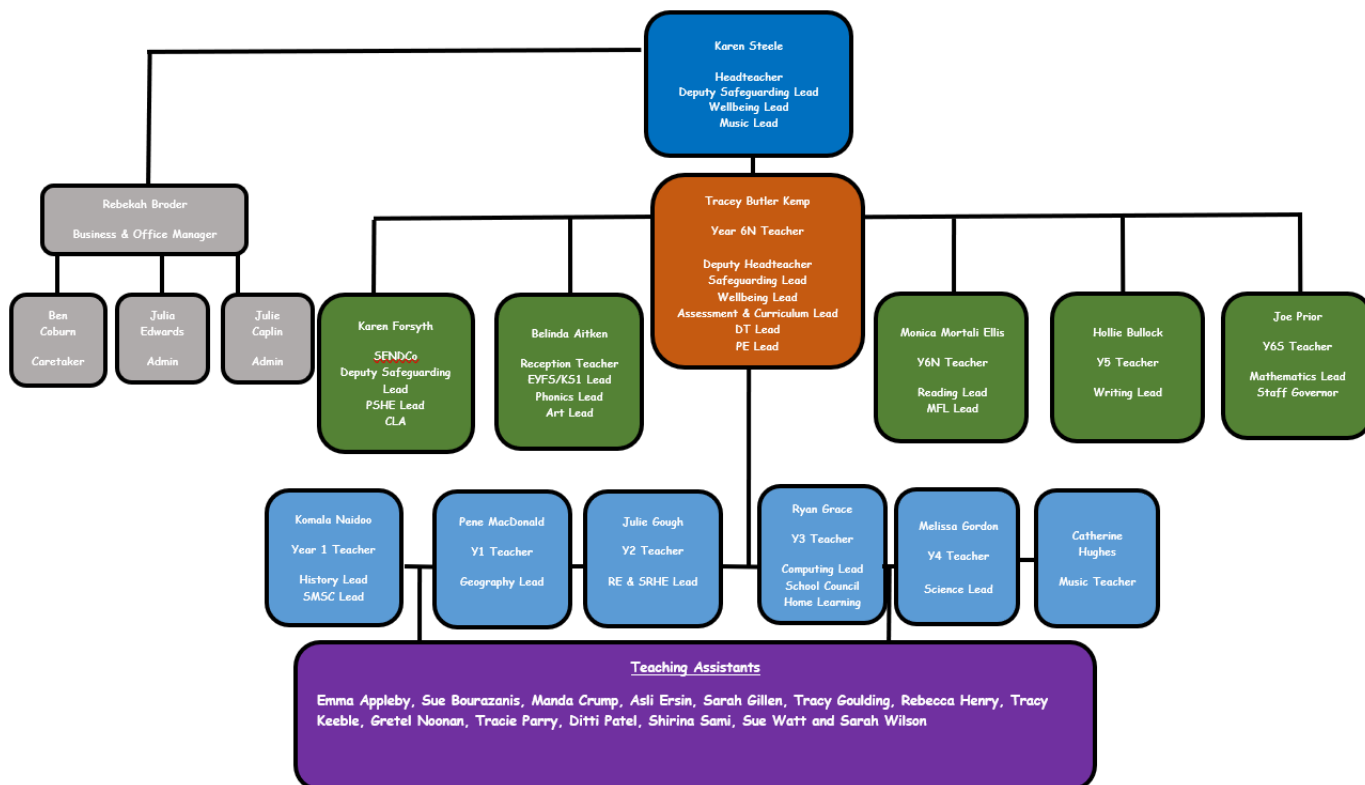 Karen Steele
Headteacher
Deputy Safeguarding Lead
Wellbeing Lead
Music Lead
Rebekah Broder
Business & Office Manager
Tracey Butler Kemp
Year 6N Teacher
Deputy Headteacher
Safeguarding Lead
Wellbeing Lead
Assessment & Curriculum Lead
DT Lead
PE Lead
Ben
Coburn
Caretaker
Julia
Edwards
Admin
Julie
Caplin
Admin
Karen Forsyth
SENDCo
Deputy Safeguarding
Lead
PSHE Lead
CLA
Belinda Aitken
Reception Teacher
EYFS/KS1 Lead
Phonics Lead
Art Lead
Monica Mortali Ellis
Y6N Teacher
Reading Lead
MFL Lead
Hollie Bullock
Y5 Teacher
Writing Lead
Joe Prior
Y6S Teacher
Mathematics Lead
Staff Governor
Komala Naidoo
Year 1 Teacher
History Lead
SMSC Lead
Pene MacDonald
Y1 Teacher
Geography Lead
Julie Gough
Y2 Teacher
RE & SRHE Lead
Ryan Grace
Y3 Teacher
Computing Lead
School Council
Home Learning
Melissa Gordon
Y4 Teacher
Science Lead
Catherine
Hughes
Music Teacher
Teaching Assistants
Emma Appleby, Sue Bourazanis, Manda Crump, Asli Ersin, Sarah Gillen, Tracy Goulding, Rebecca Henry, Tracy
Keeble, Gretel Noonan, Tracie Parry, Ditti Patel, Shirina Sami, Sue Watt and Sarah Wilson